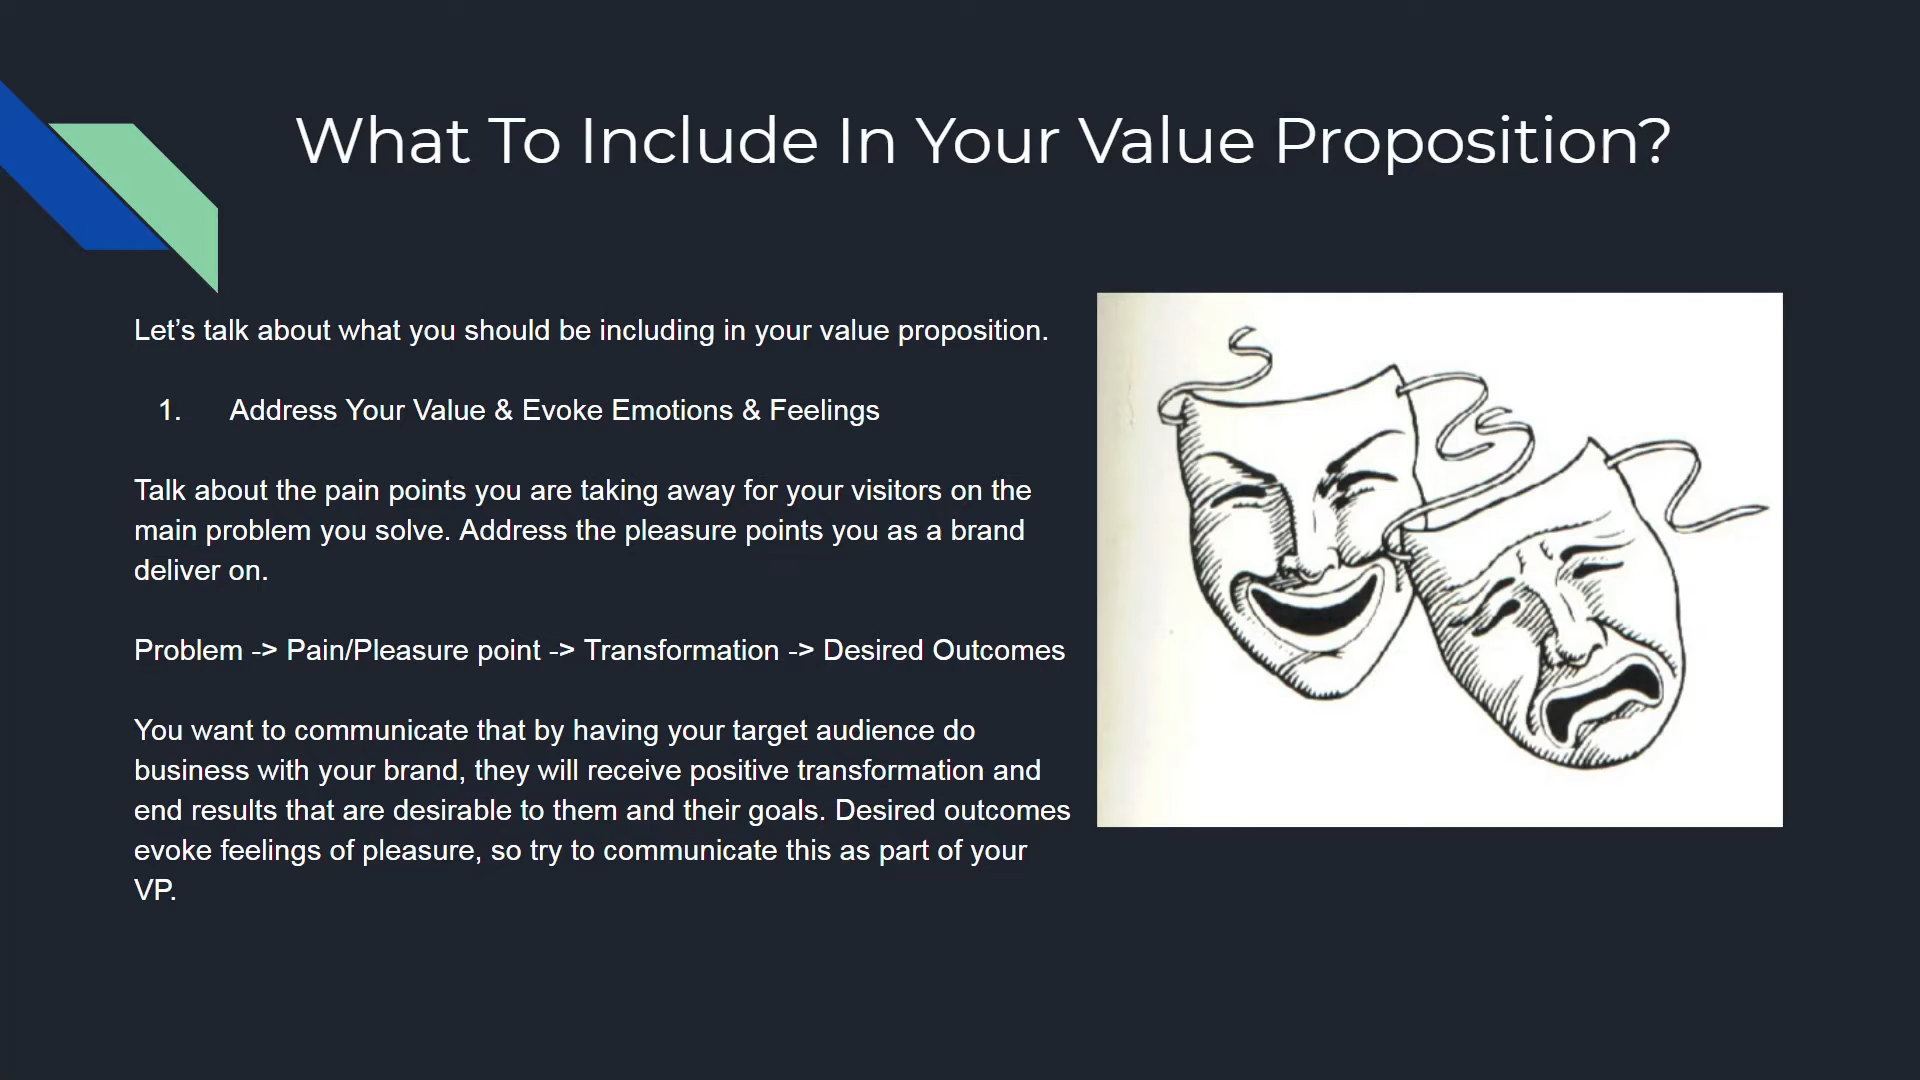 What To Include In Your Value Proposition?
Let’s talk about what you should be including in your value proposition.
1. Address Your Value & Evoke Emotions & Feelings
Talk about the pain points you are taking away for your visitors on the
main problem you solve. Address the pleasure points you as a brand
deliver on.
Problem -> Pain/Pleasure point -> Transformation -> Desired Outcomes
You want to communicate that by having your target audience do
business with your brand, they will receive positive transformation and
end results that are desirable to them and their goals. Desired outcomes
evoke feelings of pleasure, so try to communicate this as part of your
VP.